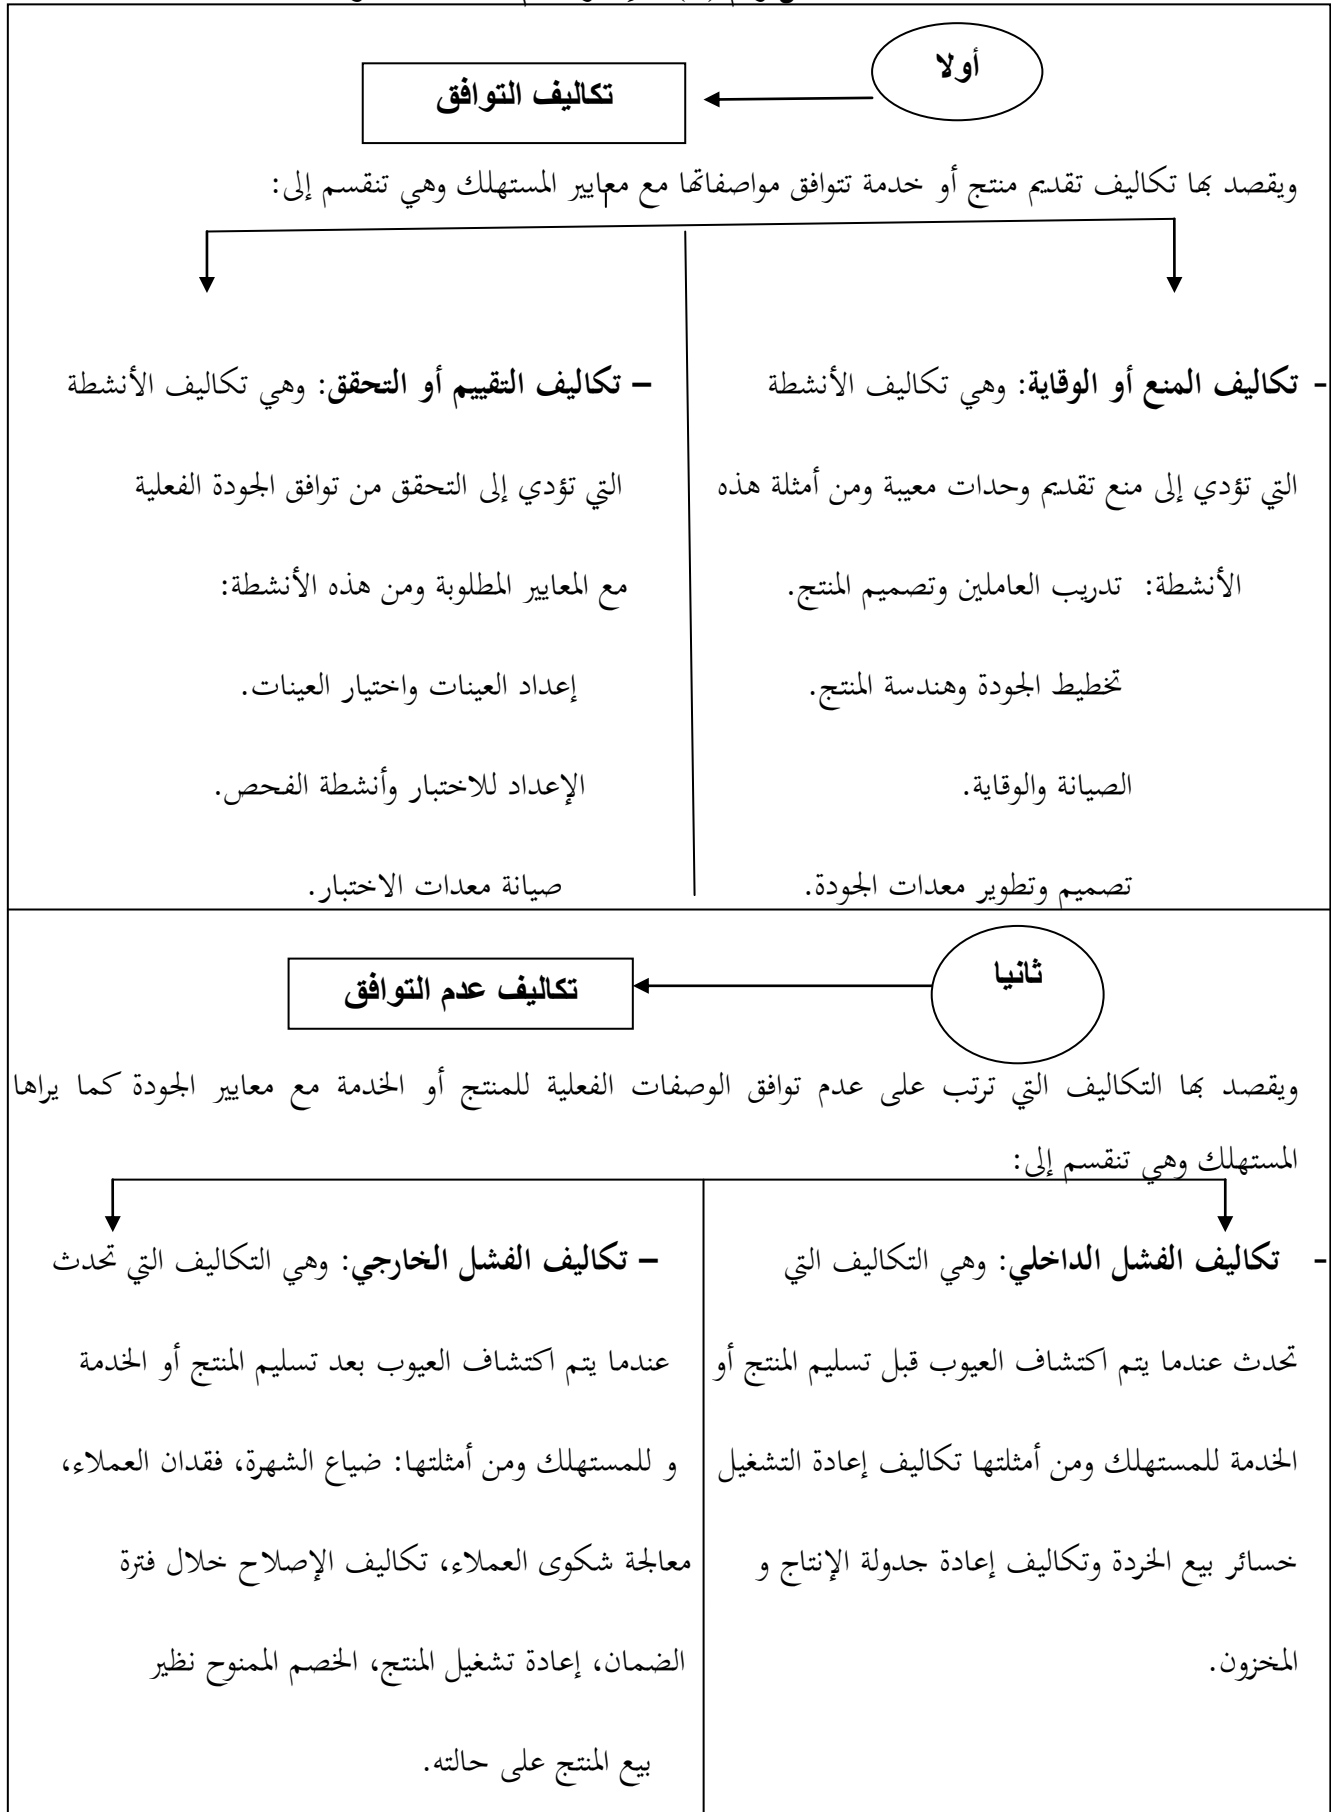 أولا
تكاليف التوافق
ويقصد بها تكاليف تقديم منتج أو خدمة تتوافق مواصفاتها مع معايير المستهلك وهي تنقسم إلى:
- تكاليف المنع أو الوقاية: وهي تكاليف الأنشطة
التي تؤدي إلى منع تقديم وحدات معيبة ومن أمثلة هذه
الأنشطة: تدريب العاملين وتصميم المنتج.
تخطيط الجودة وهندسة المنتج.
الصيانة والوقاية.
تصميم وتطوير معدات الجودة.
– تكاليف التقييم أو التحقق: وهي تكاليف الأنشطة
التي تؤدي إلى التحقق من توافق الجودة الفعلية
مع المعايير المطلوبة ومن هذه الأنشطة:
إعداد العينات واختيار العينات.
الإعداد للاختبار وأنشطة الفحص.
صيانة معدات الاختبار.
ثانيا
تكاليف عدم التوافق
ويقصد بها التكاليف التي ترتب على عدم توافق الوصفات الفعلية للمنتج أو الخدمة مع معايير الجودة كما يراها
المستهلك وهي تنقسم إلى:
- تكاليف الفشل الداخلي: وهي التكاليف التي
تحدث عندما يتم اكتشاف العيوب قبل تسليم المنتج أو
الخدمة للمستهلك ومن أمثلتها تكاليف إعادة التشغيل
خسائر بيع الخردة وتكاليف إعادة جدولة الإنتاج و
المخزون.
– تكاليف الفشل الخارجي: وهي التكاليف التي تحدث
عندما يتم اكتشاف العيوب بعد تسليم المنتج أو الخدمة
و للمستهلك ومن أمثلتها: ضياع الشهرة، فقدان العملاء،
معالجة شكوى العملاء، تكاليف الإصلاح خلال فترة
الضمان، إعادة تشغيل المنتج، الخصم الممنوح نظير
بيع المنتج على حالته.